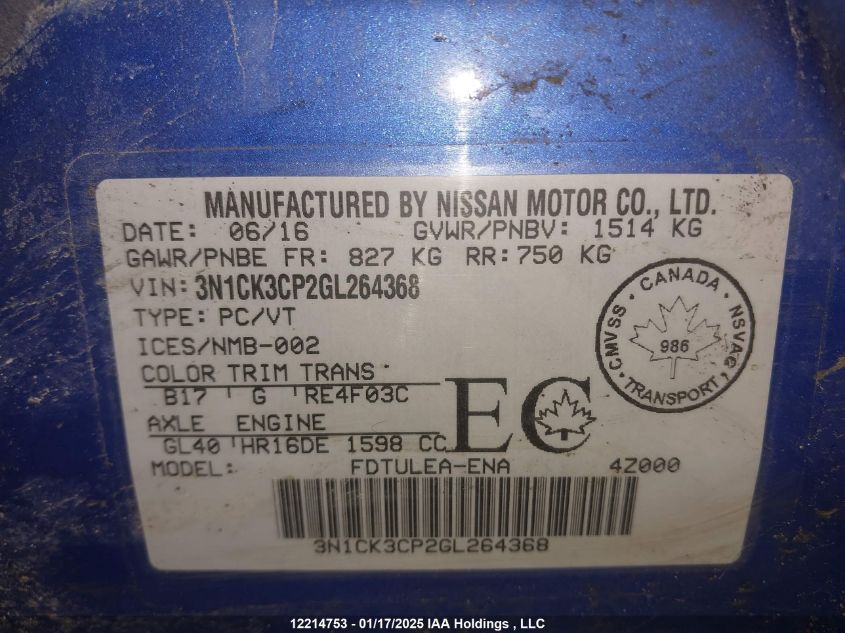 MANUFACTURED BY NISSAN MOTOR CO., LTD.
DATE: 06/16 GVWR/PNBV: 1514 KG
GAWR/PNBE FR: 827 KG RR: 750 KG
VIN: 3N1CK3CP2GL264368
TYPE: PC/VT
ICES/NMB-002
COLOR TRIM TRANS
B17 G RE4F03C
AXLE ENGINE
GL40 HR16DE 1598 CC
EC
MODEL: FDTULEA-ENA 4Z000
3N1CK3CP2GL264368
CMVSS · CANADA · NSVAC · TRANSPORT ·
986
12214753 - 01/17/2025 IAA Holdings , LLC